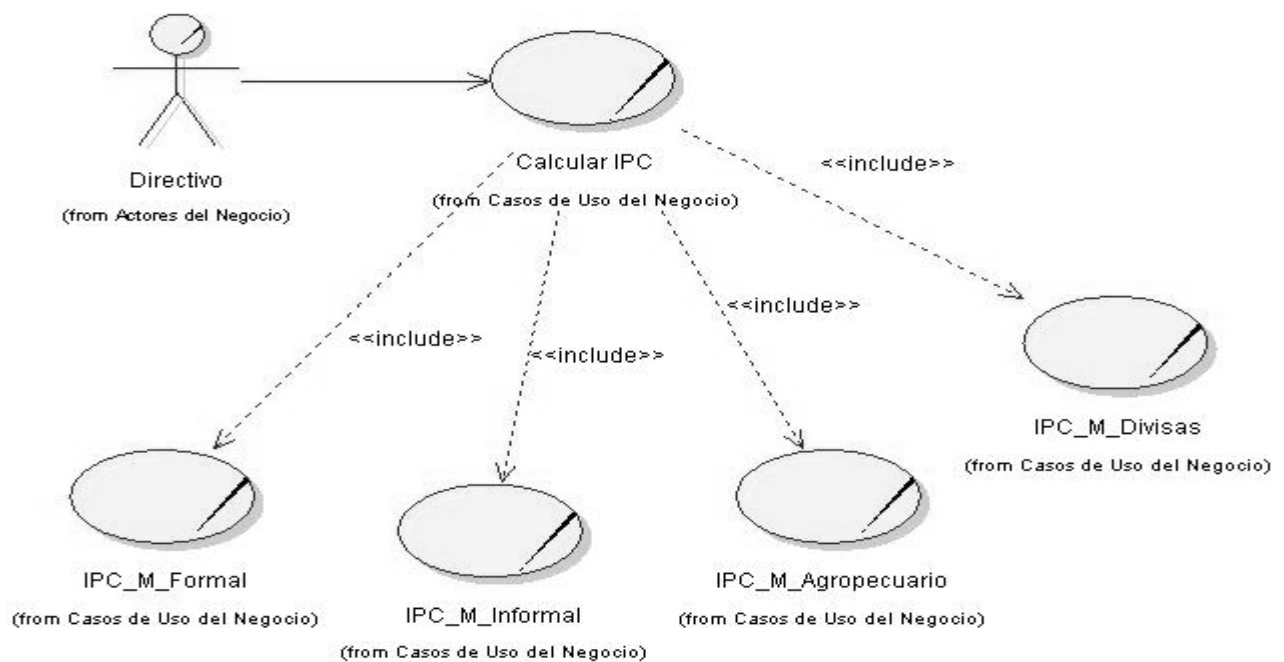 Directivo
(from Actores del Negocio)
Calcular IPC
(from Casos de Uso del Negocio)
<<include>>
<<include>>
<<include>>
<<include>>
IPC_M_Divisas
(from Casos de Uso del Negocio)
IPC_M_Formal
(from Casos de Uso del Negocio)
IPC_M_Informal
(from Casos de Uso del Negocio)
IPC_M_Agropecuario
(from Casos de Uso del Negocio)